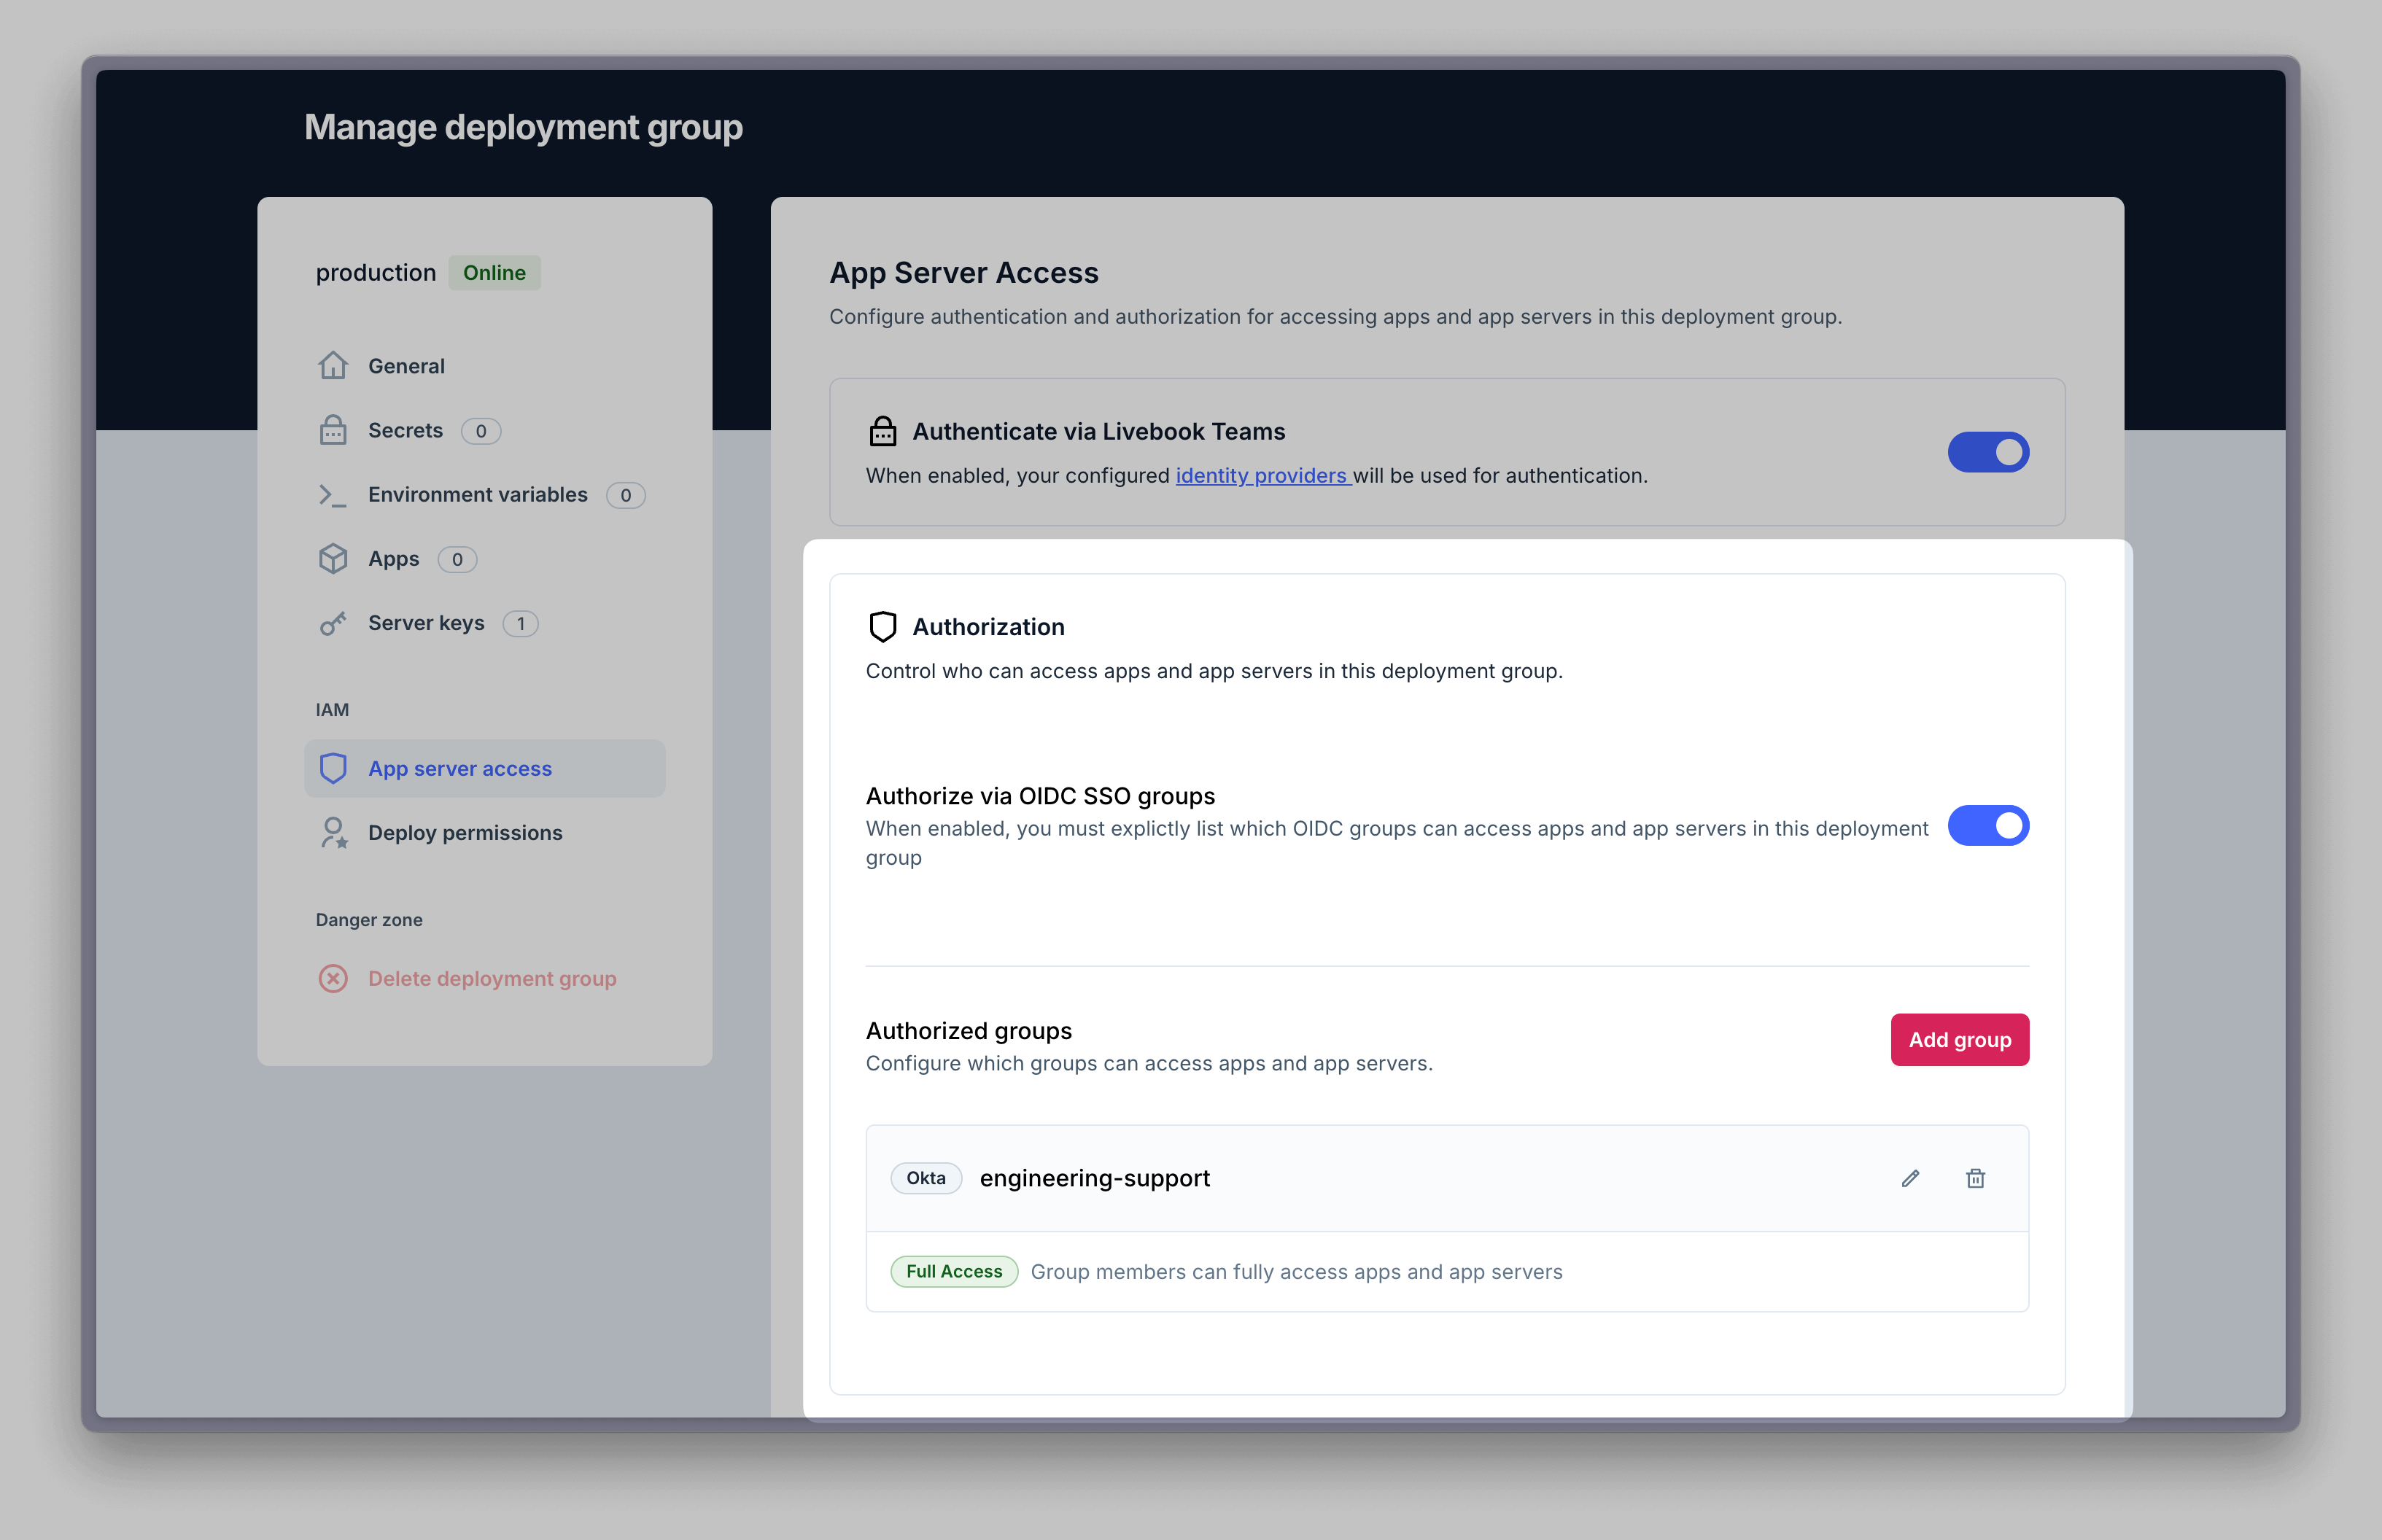 Manage deployment group
production Online
General
Secrets 0
Environment variables 0
Apps 0
Server keys 1
IAM
App server access
Deploy permissions
Danger zone
Delete deployment group
App Server Access
Configure authentication and authorization for accessing apps and app servers in this deployment group.
Authenticate via Livebook Teams
When enabled, your configured identity providers will be used for authentication.
Authorization
Control who can access apps and app servers in this deployment group.
Authorize via OIDC SSO groups
When enabled, you must explictly list which OIDC groups can access apps and app servers in this deployment
group
Authorized groups
Configure which groups can access apps and app servers.
Add group
Okta engineering-support
Full Access Group members can fully access apps and app servers